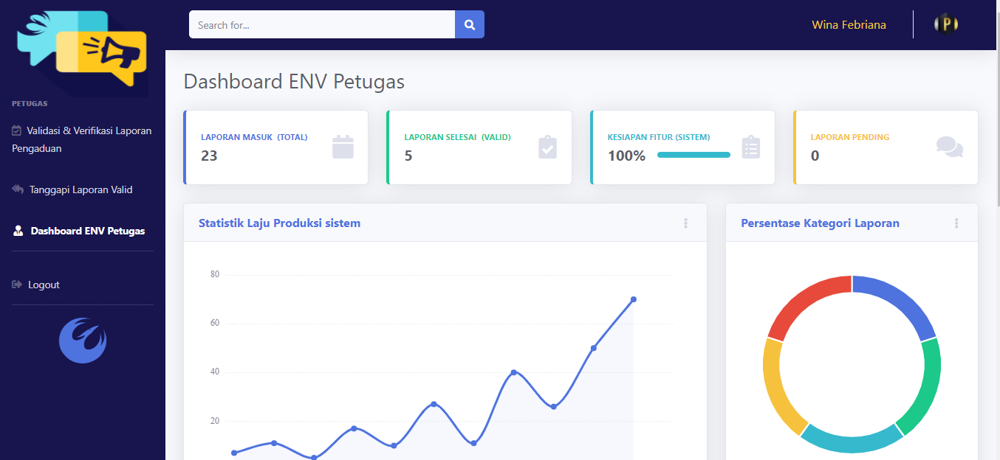 Search for...
Wina Febriana
P
PETUGAS
Validasi & Verifikasi Laporan
Pengaduan
Tanggapi Laporan Valid
Dashboard ENV Petugas
Logout
Dashboard ENV Petugas
LAPORAN MASUK (TOTAL)
23
LAPORAN SELESAI (VALID)
5
KESIAPAN FITUR (SISTEM)
100%
LAPORAN PENDING
0
Statistik Laju Produksi sistem
80
60
40
20
Persentase Kategori Laporan